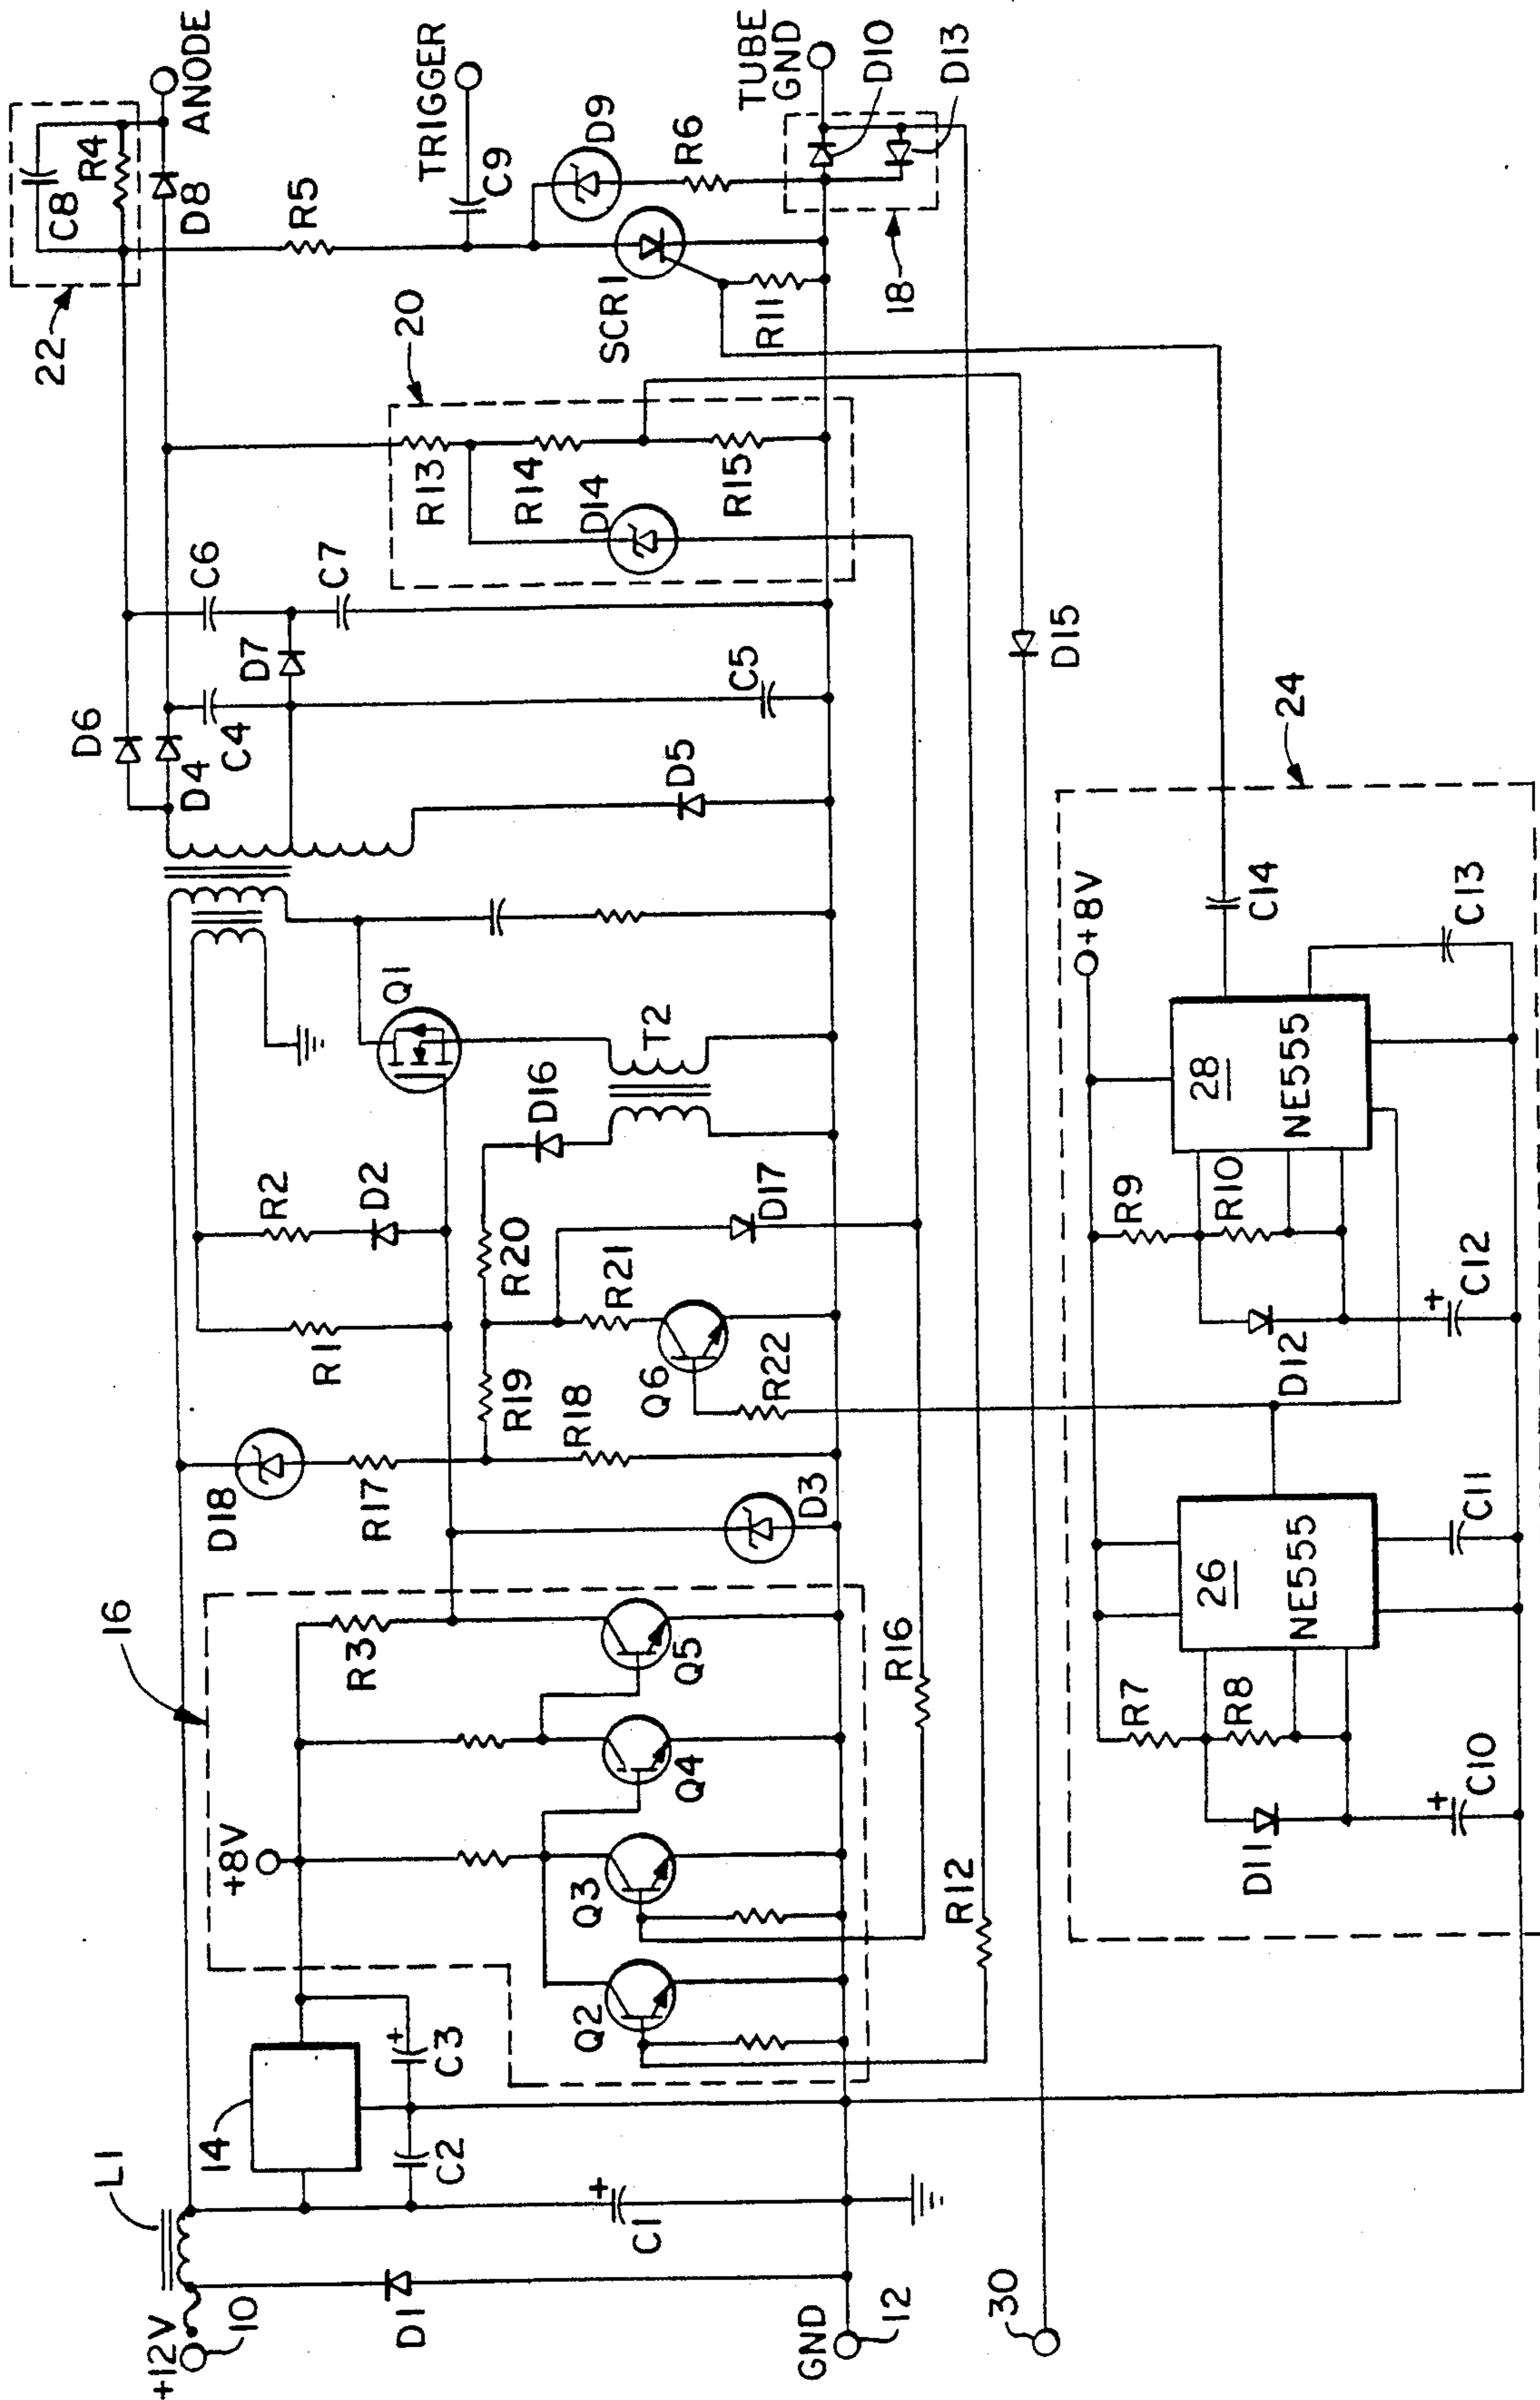 +12V
10
L1
14
C2
C3
D1
C1
GND
12
30
16
+8V
R3
Q2
Q3
Q4
Q5
R12
R16
D18
R17
R18
R19
D3
R1
R2
D2
Q1
R20
D16
T2
R21
Q6
R22
D17
D6
D4
C4
D7
C6
C7
D5
C5
20
R13
R14
D14
R15
D15
22
C8
R4
D8
ANODE
R5
TRIGGER
C9
D9
SCR1
R6
R11
TUBE
GND
D10
D13
18
24
+8V
R7
R8
D11
C10
26
NE555
C11
R9
R10
D12
C12
28
NE555
C14
C13